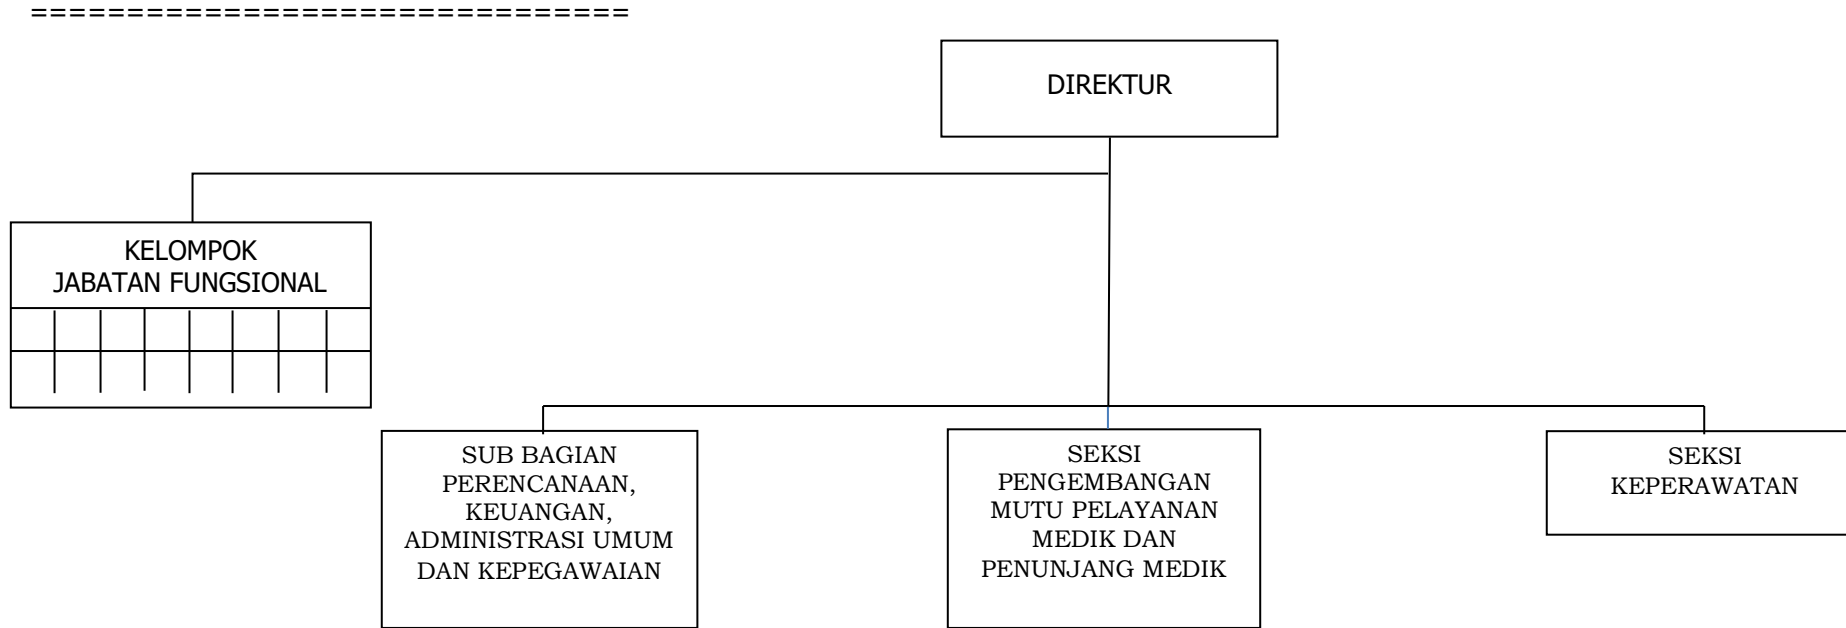 ===============================
DIREKTUR
KELOMPOK
JABATAN FUNGSIONAL
SUB BAGIAN
PERENCANAAN,
KEUANGAN,
ADMINISTRASI UMUM
DAN KEPEGAWAIAN
SEKSI
PENGEMBANGAN
MUTU PELAYANAN
MEDIK DAN
PENUNJANG MEDIK
SEKSI
KEPERAWATAN